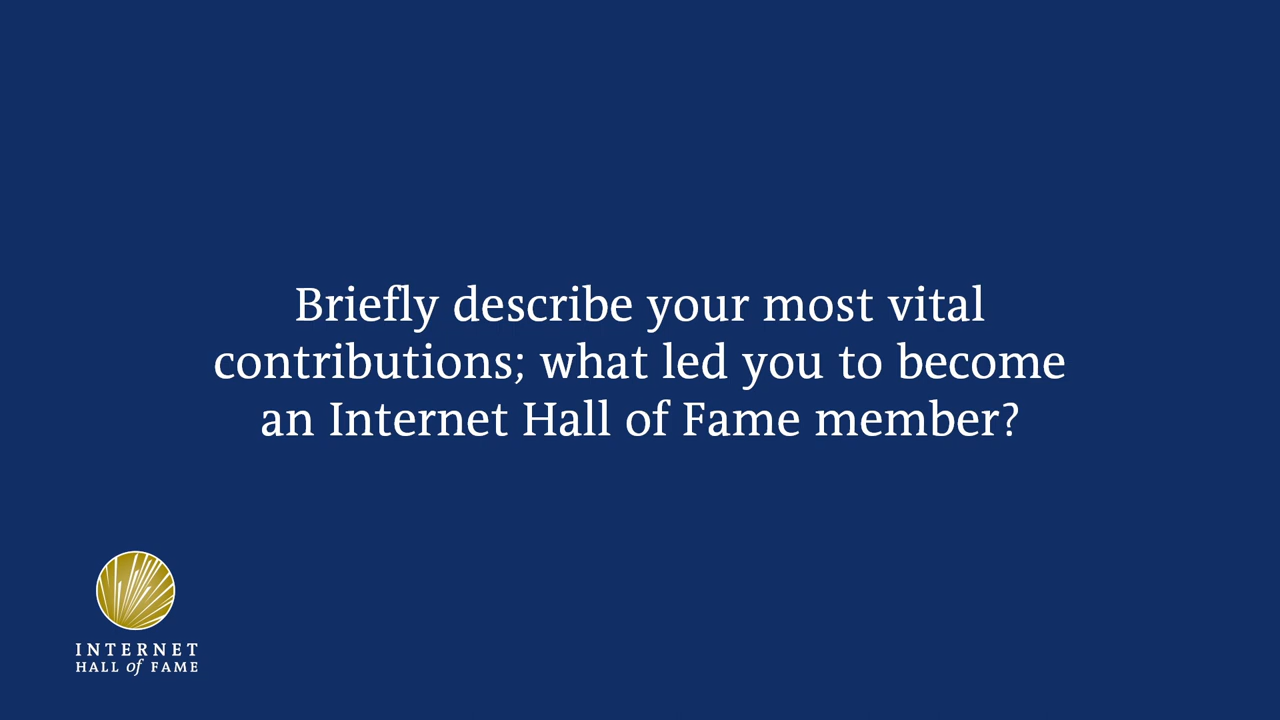 Briefly describe your most vital
contributions; what led you to become
an Internet Hall of Fame member?
INTERNET
HALL of FAME